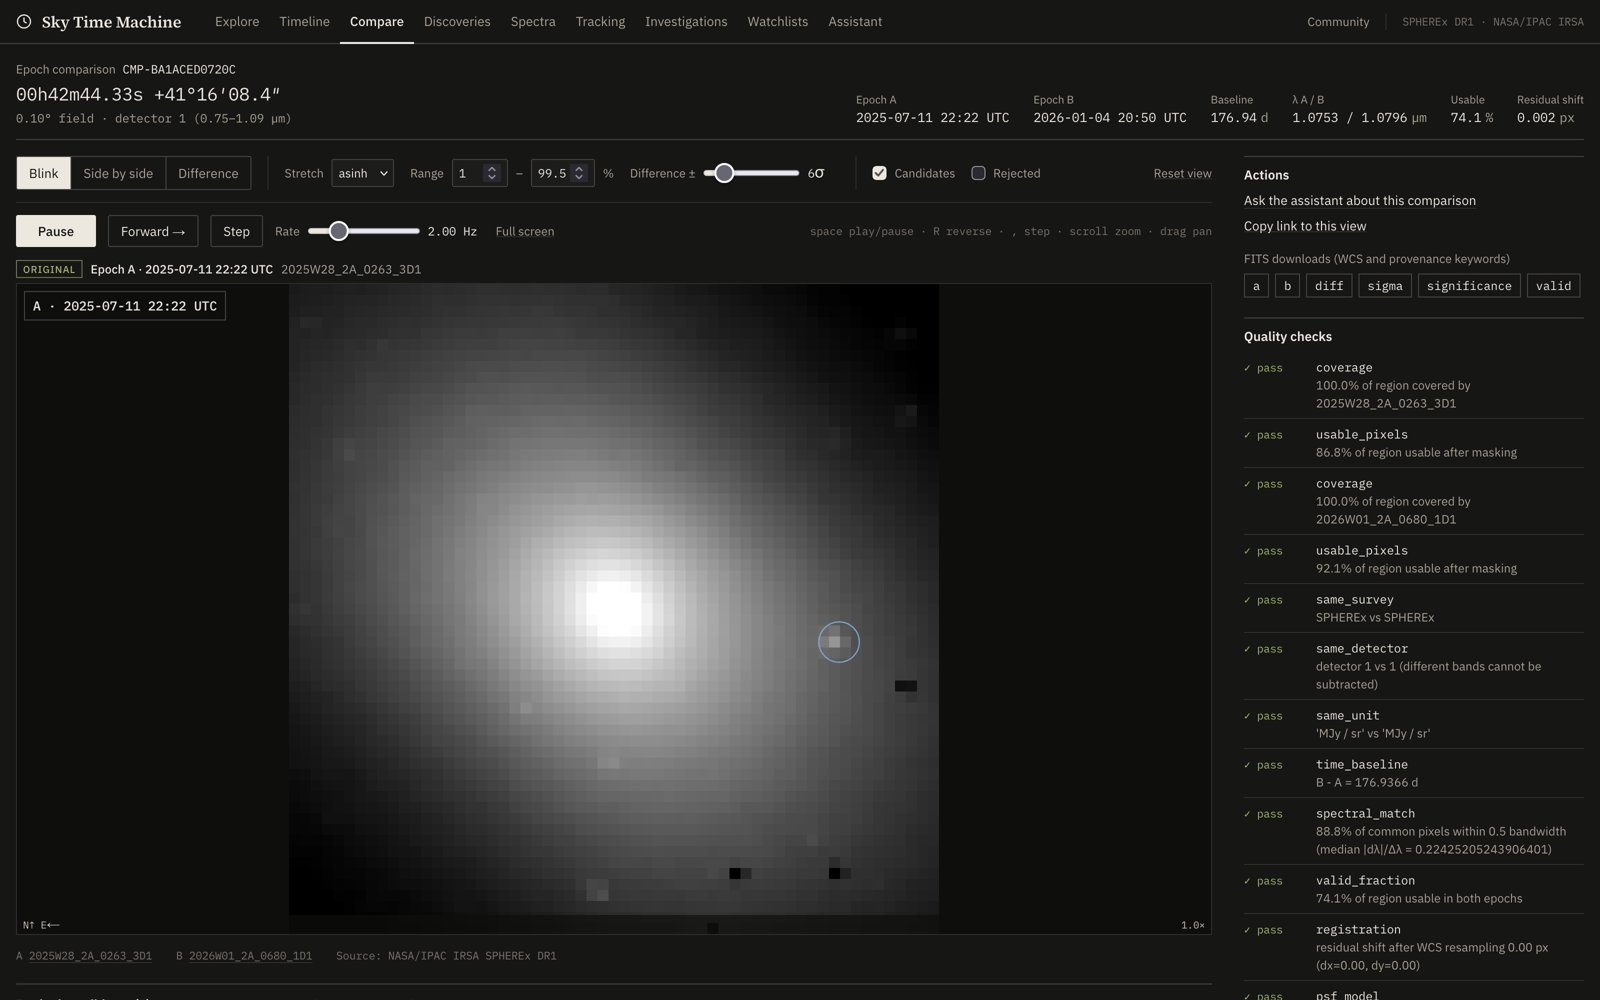 Sky Time Machine Explore Timeline Compare Discoveries Spectra Tracking Investigations Watchlists Assistant Community SPHEREx DR1 · NASA/IPAC IRSA
Epoch comparison CMP-BA1ACED0720C
00h42m44.33s +41°16′08.4″
0.10° field · detector 1 (0.75–1.09 µm)
Epoch A Epoch B Baseline λ A / B Usable Residual shift
2025-07-11 22:22 UTC 2026-01-04 20:50 UTC 176.94 d 1.0753 / 1.0796 µm 74.1 % 0.002 px
Blink Side by side Difference Stretch asinh Range 1 – 99.5 % Difference ± 6σ Candidates Rejected Reset view
Pause Forward → Step Rate 2.00 Hz Full screen space play/pause · R reverse · , step · scroll zoom · drag pan
ORIGINAL Epoch A · 2025-07-11 22:22 UTC 2025W28_2A_0263_3D1
A · 2025-07-11 22:22 UTC
N↑ E← 1.0×
A 2025W28_2A_0263_3D1 B 2026W01_2A_0680_1D1 Source: NASA/IPAC IRSA SPHEREx DR1
Actions
Ask the assistant about this comparison
Copy link to this view
FITS downloads (WCS and provenance keywords)
a b diff sigma significance valid
Quality checks
✓ pass coverage
100.0% of region covered by
2025W28_2A_0263_3D1
✓ pass usable_pixels
86.8% of region usable after masking
✓ pass coverage
100.0% of region covered by
2026W01_2A_0680_1D1
✓ pass usable_pixels
92.1% of region usable after masking
✓ pass same_survey
SPHEREx vs SPHEREx
✓ pass same_detector
detector 1 vs 1 (different bands cannot be
subtracted)
✓ pass same_unit
'MJy / sr' vs 'MJy / sr'
✓ pass time_baseline
B - A = 176.9366 d
✓ pass spectral_match
88.8% of common pixels within 0.5 bandwidth
(median |dλ|/Δλ = 0.22425205243906401)
✓ pass valid_fraction
74.1% of region usable in both epochs
✓ pass registration
residual shift after WCS resampling 0.00 px
(dx=0.00, dy=0.00)
✓ pass psf_model